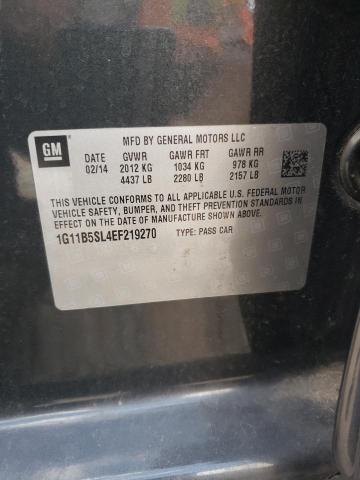 GM
MFD BY GENERAL MOTORS LLC
DATE GVWR GAWR FRT GAWR RR
02/14 2012 KG 1034 KG 978 KG
4437 LB 2280 LB 2157 LB
THIS VEHICLE CONFORMS TO ALL APPLICABLE U.S. FEDERAL MOTOR
VEHICLE SAFETY, BUMPER, AND THEFT PREVENTION STANDARDS
IN EFFECT ON THE DATE OF MANUFACTURE SHOWN ABOVE.
1G11B5SL4EF219270 TYPE: PASS CAR